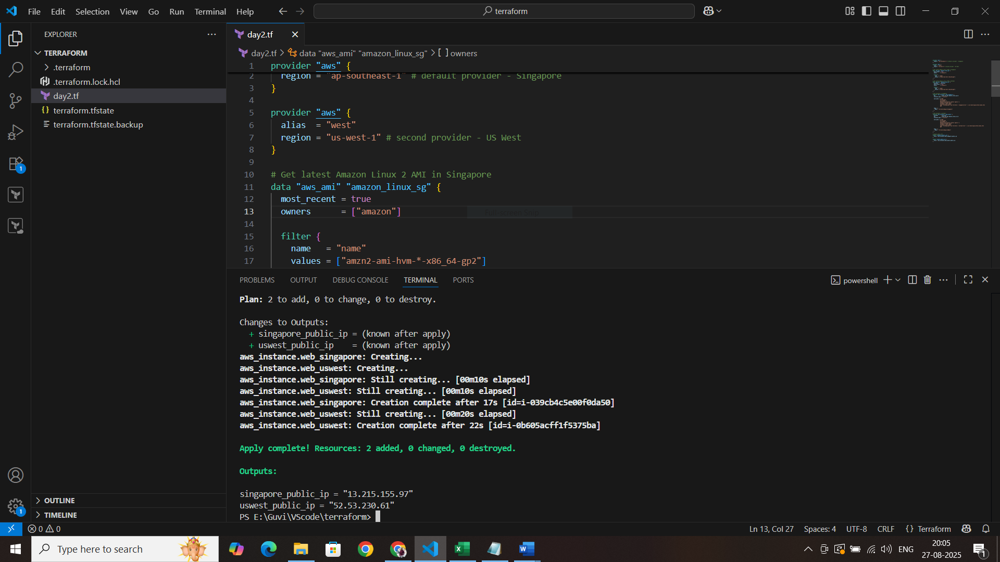 File Edit Selection View Go Run Terminal Help
terraform
EXPLORER
TERRAFORM
.terraform
.terraform.lock.hcl
day2.tf
terraform.tfstate
terraform.tfstate.backup
OUTLINE
TIMELINE
day2.tf
day2.tf > data "aws_ami" "amazon_linux_sg" > [ ] owners
1 provider "aws" {
2 region = "ap-southeast-1" # default provider - Singapore
3 }
4
5 provider "aws" {
6 alias = "west"
7 region = "us-west-1" # second provider - US West
8 }
9
10 # Get latest Amazon Linux 2 AMI in Singapore
11 data "aws_ami" "amazon_linux_sg" {
12 most_recent = true
13 owners = ["amazon"]
14
15 filter {
16 name = "name"
17 values = ["amzn2-ami-hvm-*-x86_64-gp2"]
PROBLEMS OUTPUT DEBUG CONSOLE TERMINAL PORTS
powershell
Plan: 2 to add, 0 to change, 0 to destroy.
Changes to Outputs:
+ singapore_public_ip = (known after apply)
+ uswest_public_ip = (known after apply)
aws_instance.web_singapore: Creating...
aws_instance.web_uswest: Creating...
aws_instance.web_singapore: Still creating... [00m10s elapsed]
aws_instance.web_uswest: Still creating... [00m10s elapsed]
aws_instance.web_singapore: Creation complete after 17s [id=i-039cb4c5e00f0da50]
aws_instance.web_uswest: Still creating... [00m20s elapsed]
aws_instance.web_uswest: Creation complete after 22s [id=i-0b605acff1f5375ba]
Apply complete! Resources: 2 added, 0 changed, 0 destroyed.
Outputs:
singapore_public_ip = "13.215.155.97"
uswest_public_ip = "52.53.230.61"
PS E:\Guvi\VScode\terraform>
1
1
0 0
Ln 13, Col 27 Spaces: 4 UTF-8 CRLF {} Terraform
Type here to search
ENG
20:05
27-08-2025
1